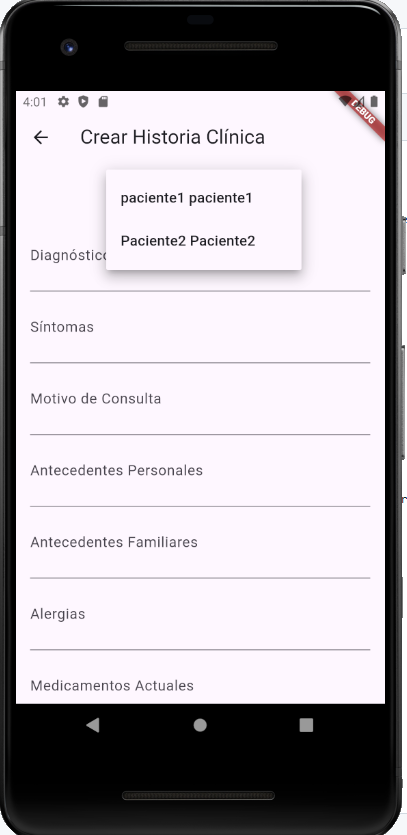 4:01
DEBUG
Crear Historia Clínica
paciente1 paciente1
Paciente2 Paciente2
Diagnóstico
Síntomas
Motivo de Consulta
Antecedentes Personales
Antecedentes Familiares
Alergias
Medicamentos Actuales